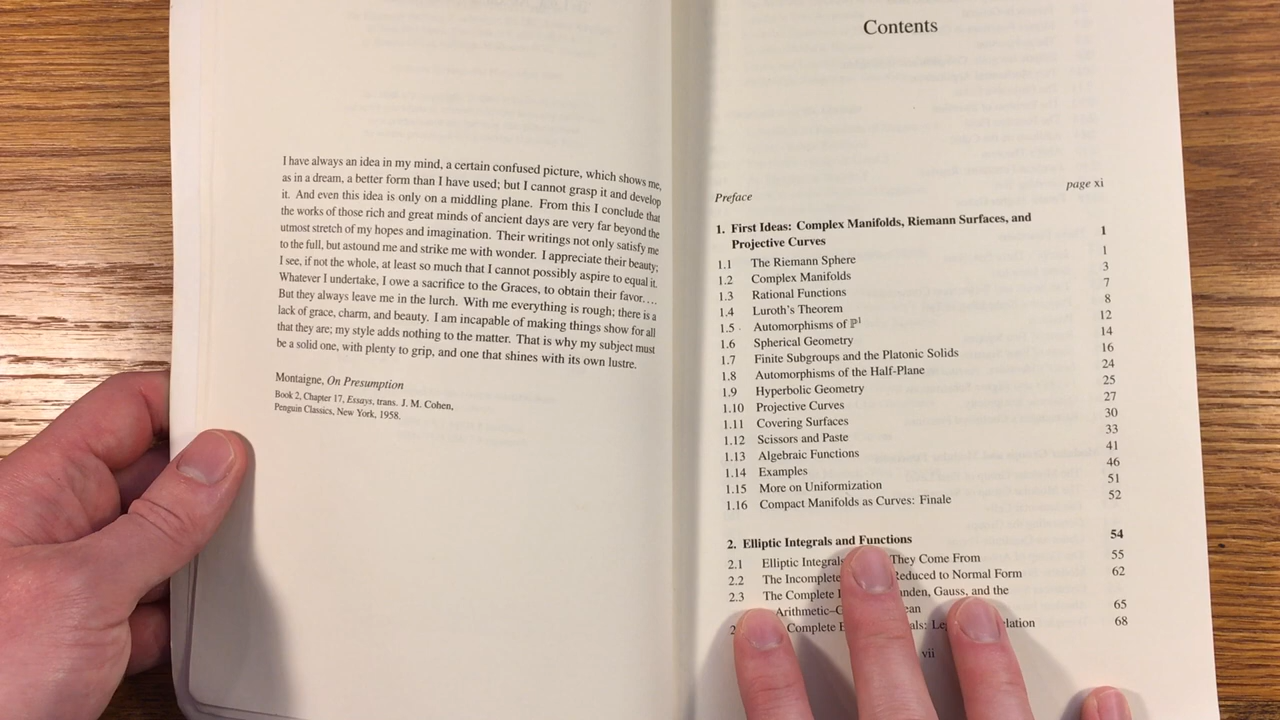 I have always an idea in my mind, a certain confused picture, which shows me,
as in a dream, a better form than I have used; but I cannot grasp it and develop
it. And even this idea is only on a middling plane. From this I conclude that
the works of those rich and great minds of ancient days are very far beyond the
utmost stretch of my hopes and imagination. Their writings not only satisfy me
to the full, but astound me and strike me with wonder. I appreciate their beauty;
I see, if not the whole, at least so much that I cannot possibly aspire to equal it.
Whatever I undertake, I owe a sacrifice to the Graces, to obtain their favor....
But they always leave me in the lurch. With me everything is rough; there is a
lack of grace, charm, and beauty. I am incapable of making things show for all
that they are; my style adds nothing to the matter. That is why my subject must
be a solid one, with plenty to grip, and one that shines with its own lustre.
Montaigne, On Presumption
Book 2, Chapter 17, Essays, trans. J. M. Cohen,
Penguin Classics, New York, 1958.
Contents
Preface page xi
1. First Ideas: Complex Manifolds, Riemann Surfaces, and
Projective Curves 1
1.1 The Riemann Sphere 1
1.2 Complex Manifolds 3
1.3 Rational Functions 7
1.4 Luroth's Theorem 8
1.5 Automorphisms of ℙ¹ 12
1.6 Spherical Geometry 14
1.7 Finite Subgroups and the Platonic Solids 16
1.8 Automorphisms of the Half-Plane 24
1.9 Hyperbolic Geometry 25
1.10 Projective Curves 27
1.11 Covering Surfaces 30
1.12 Scissors and Paste 33
1.13 Algebraic Functions 41
1.14 Examples 46
1.15 More on Uniformization 51
1.16 Compact Manifolds as Curves: Finale 52
2. Elliptic Integrals and Functions 54
2.1 Elliptic They Come From 55
2.2 The Incomplete Reduced to Normal Form 62
2.3 The Complete Gauss, and the
65
Complete 68
vii